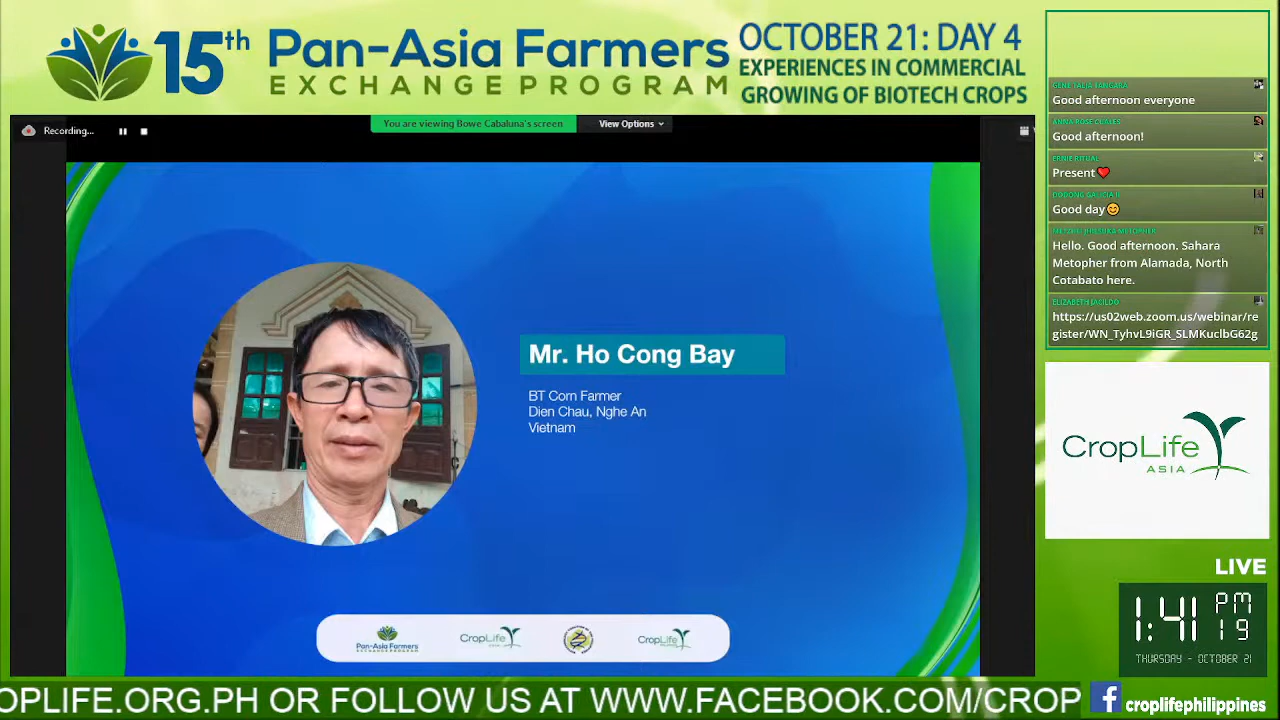 15th
Pan-Asia Farmers
EXCHANGE PROGRAM
OCTOBER 21: DAY 4
EXPERIENCES IN COMMERCIAL
GROWING OF BIOTECH CROPS
Recording...
You are viewing Bowe Cabaluna's screen
View Options
Mr. Ho Cong Bay
BT Corn Farmer
Dien Chau, Nghe An
Vietnam
Pan-Asia Farmers
EXCHANGE PROGRAM
CropLife
CropLife
Good afternoon everyone
Good afternoon!
ERNIE RITUAL
Present❤️
Good day😊
Hello. Good afternoon. Sahara
Metopher from Alamada, North
Cotabato here.
https://us02web.zoom.us/webinar/re
gister/WN_TyhvL9iGR_SLMKuclbG62g
CropLife
ASIA
LIVE
1:41 PM
19
THURSDAY - OCTOBER 21
OPLIFE.ORG.PH OR FOLLOW US AT WWW.FACEBOOK.COM/CROP
croplifephilippines